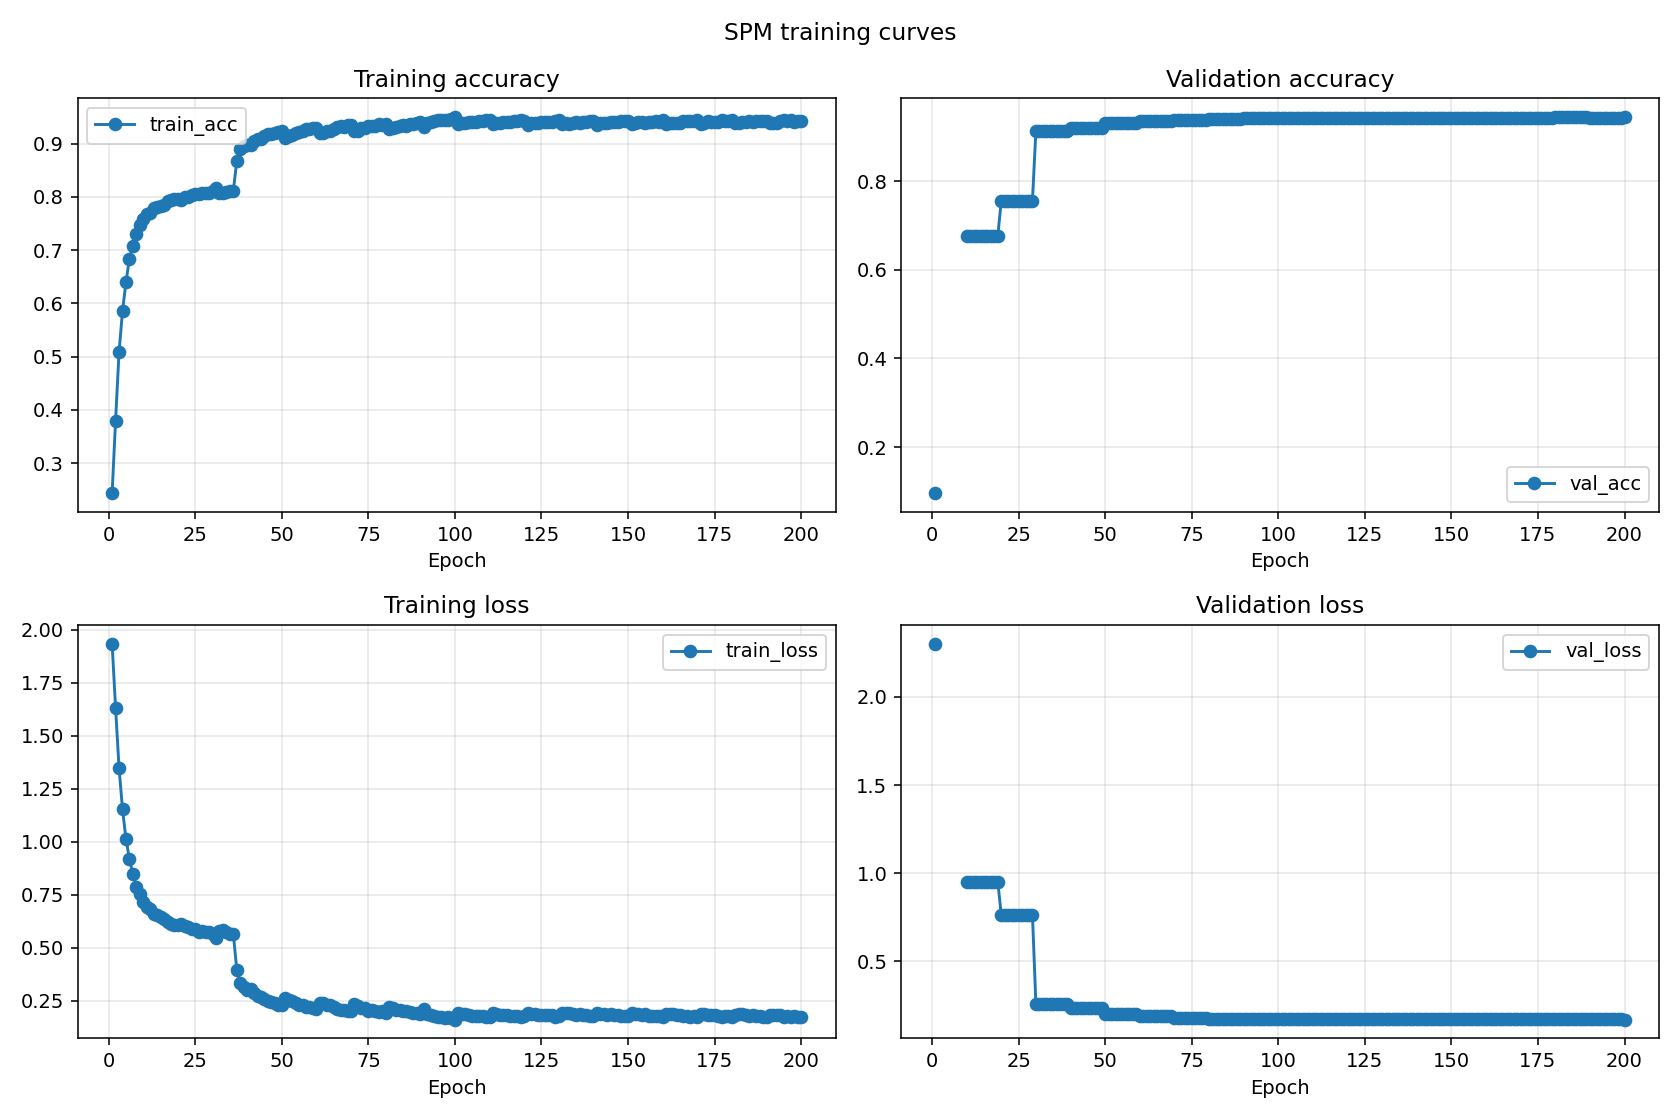 SPM training curves
Training accuracy
train_acc
0.9
0.8
0.7
0.6
0.5
0.4
0.3
0 25 50 75 100 125 150 175 200
Epoch
Validation accuracy
0.8
0.6
0.4
0.2
val_acc
0 25 50 75 100 125 150 175 200
Epoch
Training loss
train_loss
2.00
1.75
1.50
1.25
1.00
0.75
0.50
0.25
0 25 50 75 100 125 150 175 200
Epoch
Validation loss
val_loss
2.0
1.5
1.0
0.5
0 25 50 75 100 125 150 175 200
Epoch